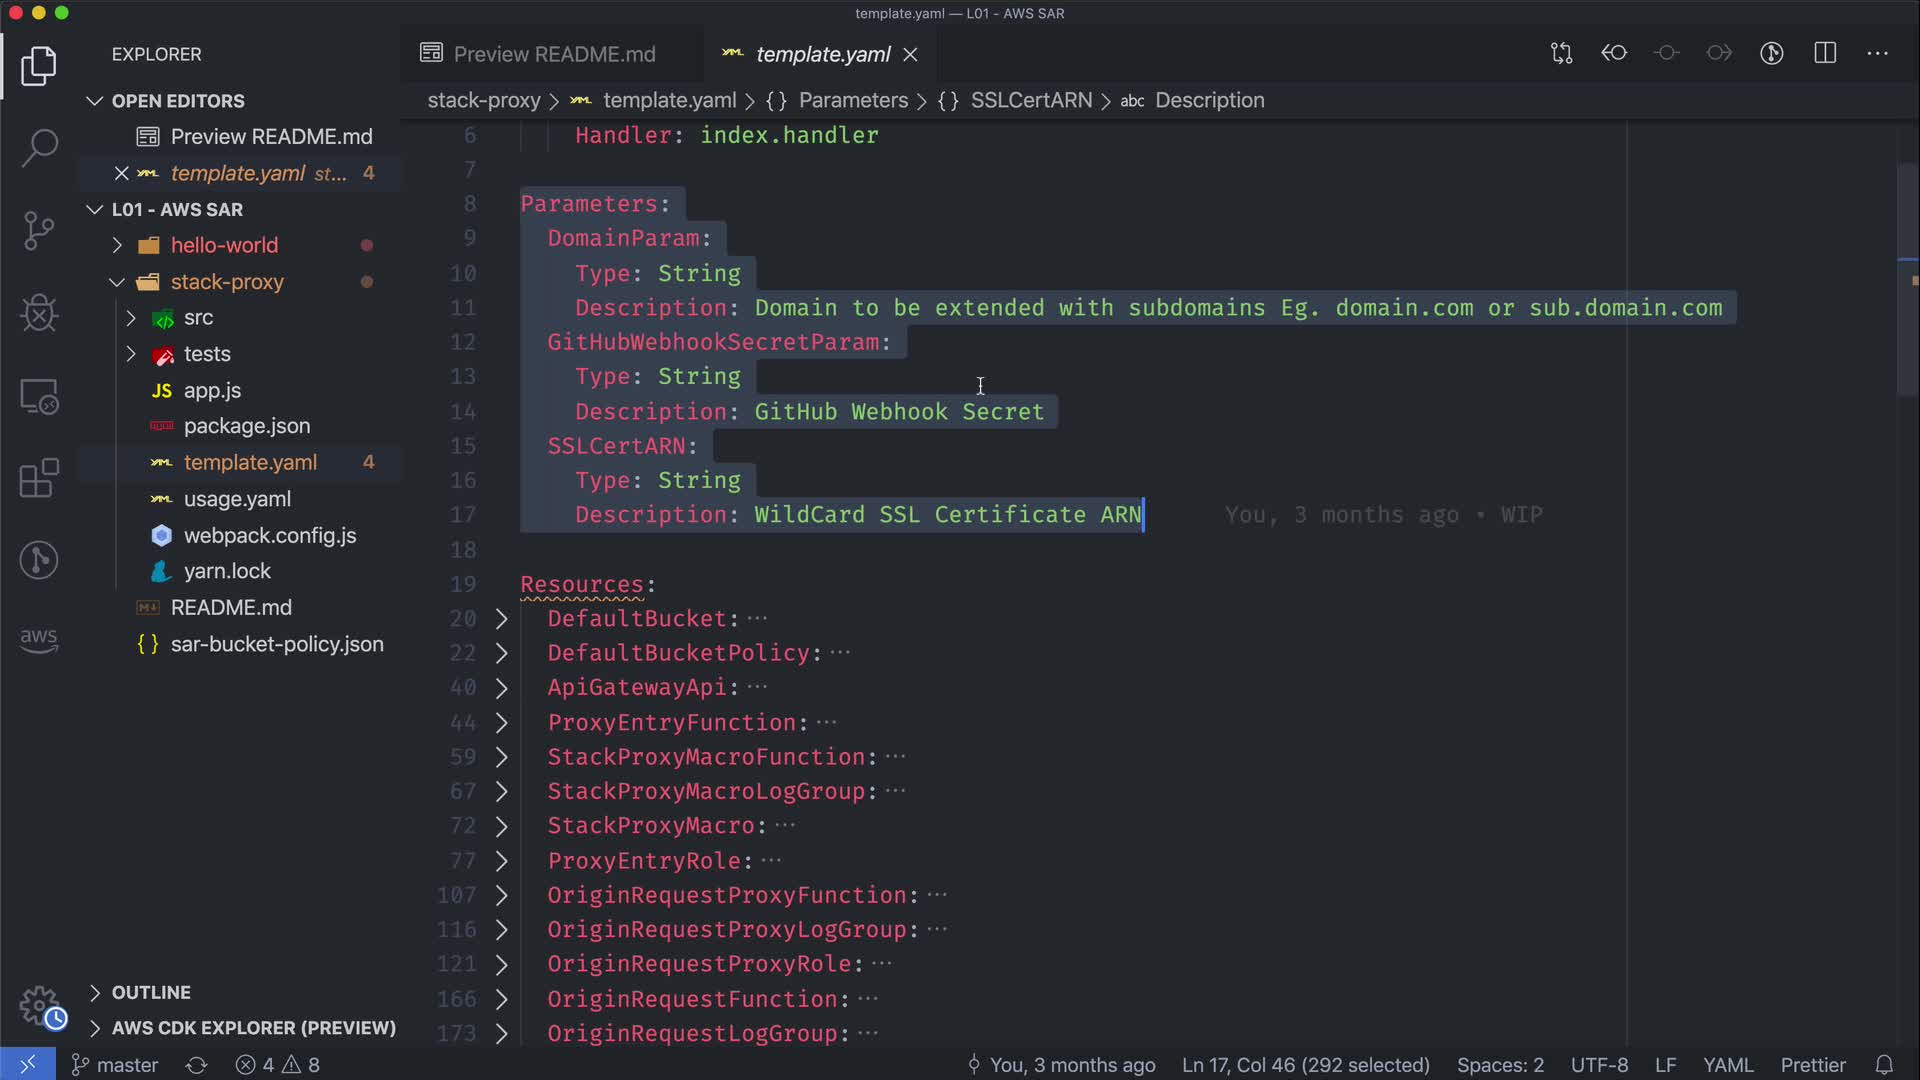 template.yaml — L01 - AWS SAR
EXPLORER
Preview README.md
template.yaml
OPEN EDITORS
Preview README.md
template.yaml st... 4
L01 - AWS SAR
hello-world
stack-proxy
src
tests
JS app.js
package.json
template.yaml 4
usage.yaml
webpack.config.js
yarn.lock
README.md
{ } sar-bucket-policy.json
aws
OUTLINE
AWS CDK EXPLORER (PREVIEW)
stack-proxy > template.yaml > {} Parameters > {} SSLCertARN > abc Description
6 Handler: index.handler
7
8 Parameters:
9 DomainParam:
10 Type: String
11 Description: Domain to be extended with subdomains Eg. domain.com or sub.domain.com
12 GitHubWebhookSecretParam:
13 Type: String
14 Description: GitHub Webhook Secret
15 SSLCertARN:
16 Type: String
17 Description: WildCard SSL Certificate ARN You, 3 months ago • WIP
18
19 Resources:
20 DefaultBucket: ...
22 DefaultBucketPolicy: ...
40 ApiGatewayApi: ...
44 ProxyEntryFunction: ...
59 StackProxyMacroFunction: ...
67 StackProxyMacroLogGroup: ...
72 StackProxyMacro: ...
77 ProxyEntryRole: ...
107 OriginRequestProxyFunction: ...
116 OriginRequestProxyLogGroup: ...
121 OriginRequestProxyRole: ...
166 OriginRequestFunction: ...
173 OriginRequestLogGroup: ...
master 4 8 You, 3 months ago Ln 17, Col 46 (292 selected) Spaces: 2 UTF-8 LF YAML Prettier